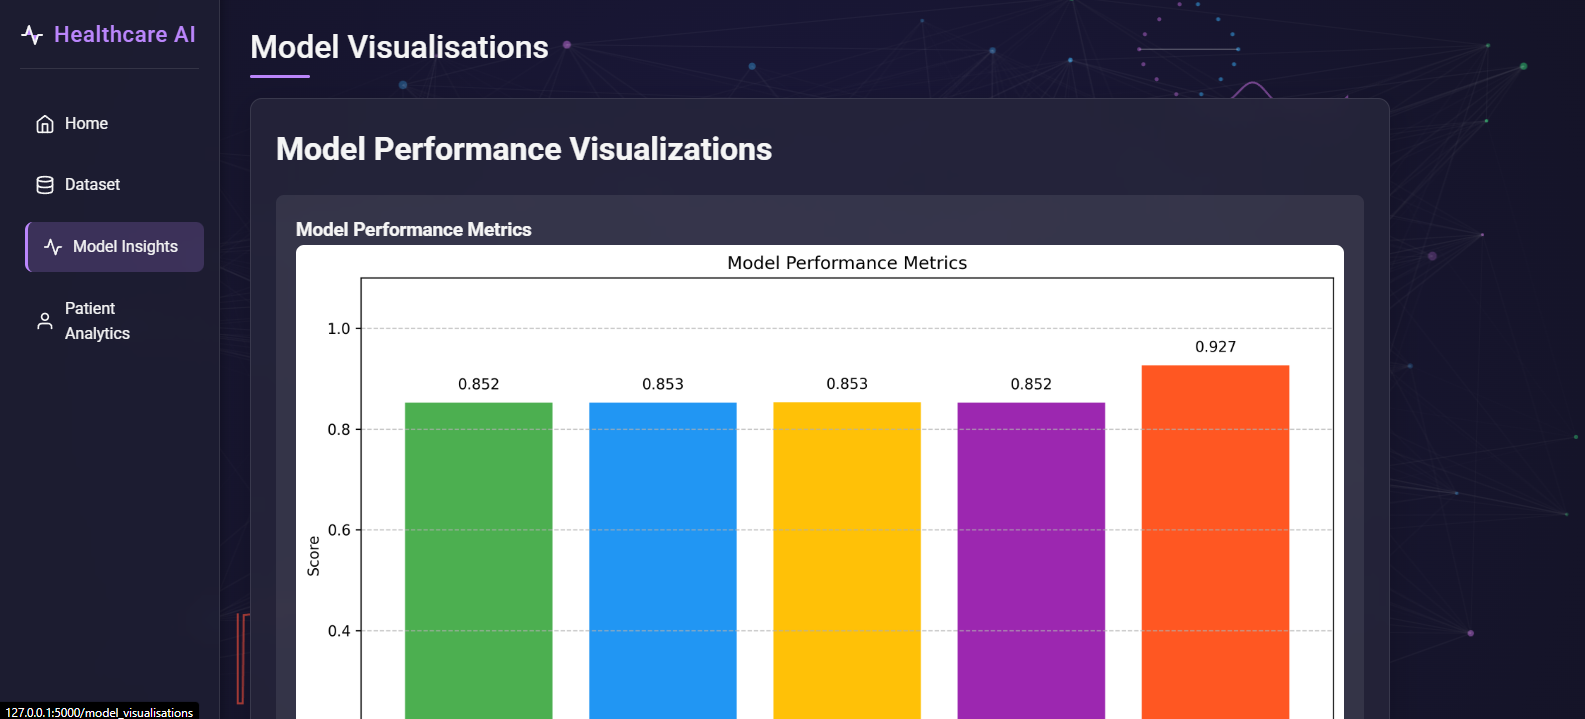 Healthcare AI
Home
Dataset
Model Insights
Patient
Analytics
Model Visualisations
Model Performance Visualizations
Model Performance Metrics
Model Performance Metrics
1.0
0.8
0.6
0.4
Score
0.852
0.853
0.853
0.852
0.927
127.0.0.1:5000/model_visualisations